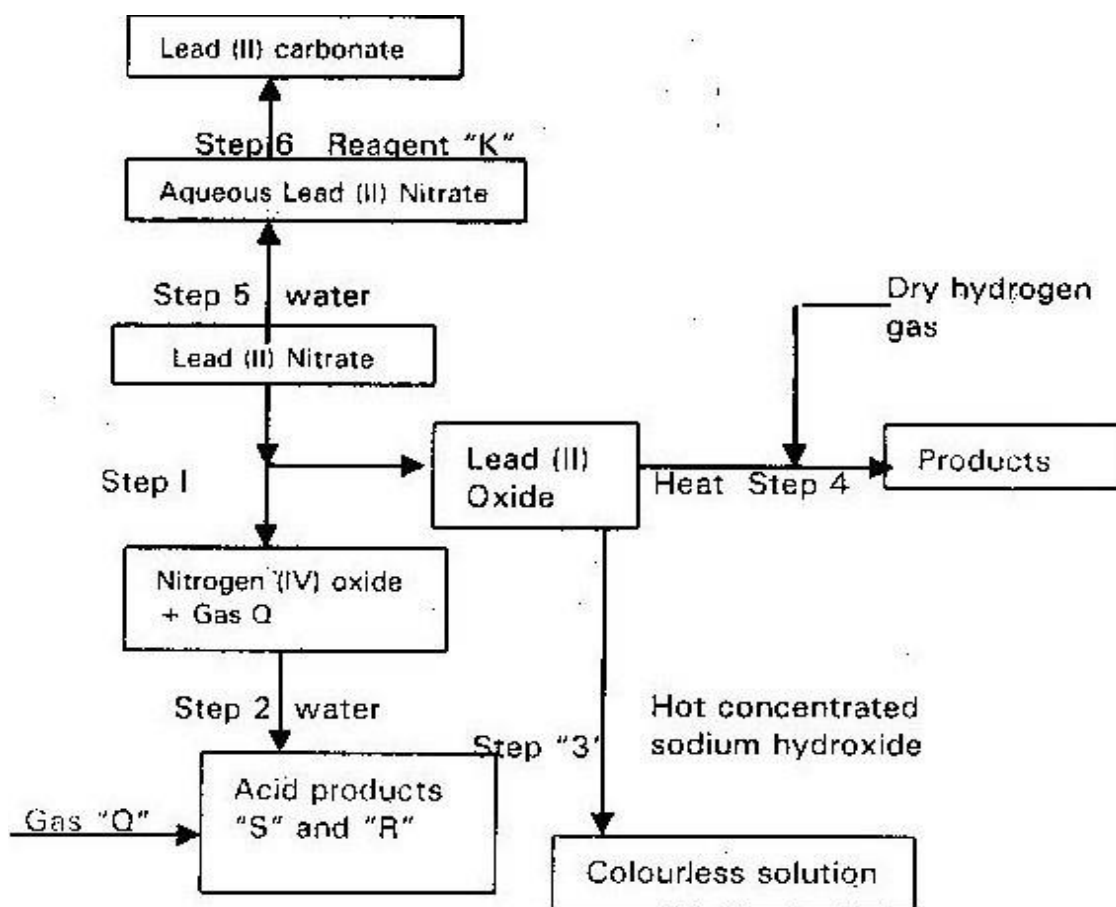 Lead (II) carbonate
Step 6 Reagent "K"
Aqueous Lead (II) Nitrate
Step 5 water
Dry hydrogen
gas
Lead (II) Nitrate
Lead (II)
Oxide
Products
Heat Step 4
Step I
Nitrogen (IV) oxide
+ Gas Q
Step 2 water
Hot concentrated
sodium hydroxide
Step "3"
Acid products
"S" and "R"
Gas "Q"
Colourless solution